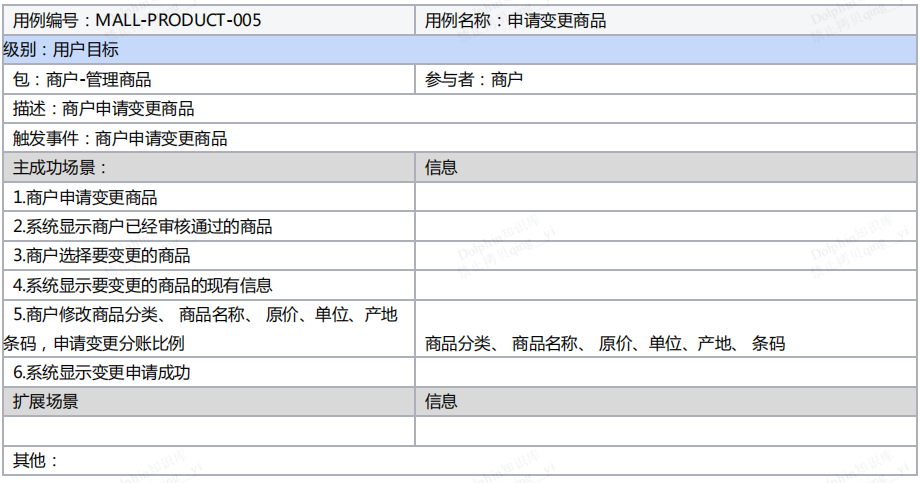 用例编号：MALL-PRODUCT-005 用例名称：申请变更商品
级别：用户目标
包：商户-管理商品 参与者：商户
描述：商户申请变更商品
触发事件：商户申请变更商品
主成功场景： 信息
1.商户申请变更商品
2.系统显示商户已经审核通过的商品
3.商户选择要变更的商品
4.系统显示要变更的商品的现有信息
5.商户修改商品分类、 商品名称、 原价、单位、产地
条码，申请变更分账比例 商品分类、 商品名称、 原价、单位、产地、 条码
6.系统显示变更申请成功
扩展场景 信息
其他：